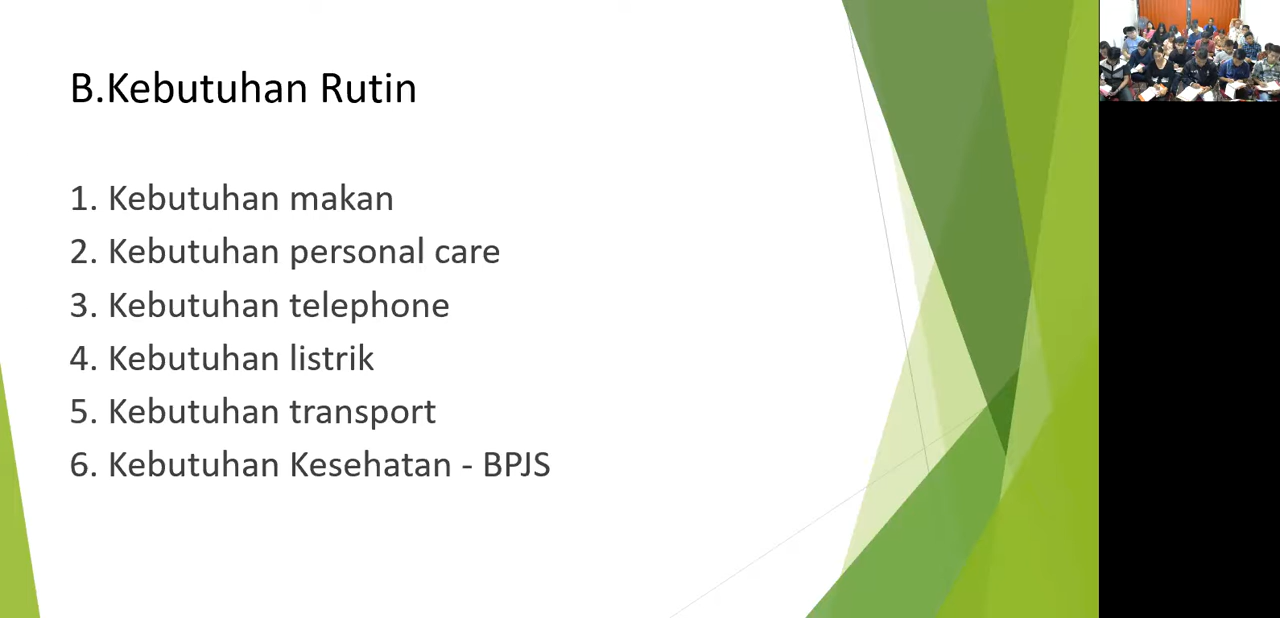 B.Kebutuhan Rutin
1. Kebutuhan makan
2. Kebutuhan personal care
3. Kebutuhan telephone
4. Kebutuhan listrik
5. Kebutuhan transport
6. Kebutuhan Kesehatan - BPJS